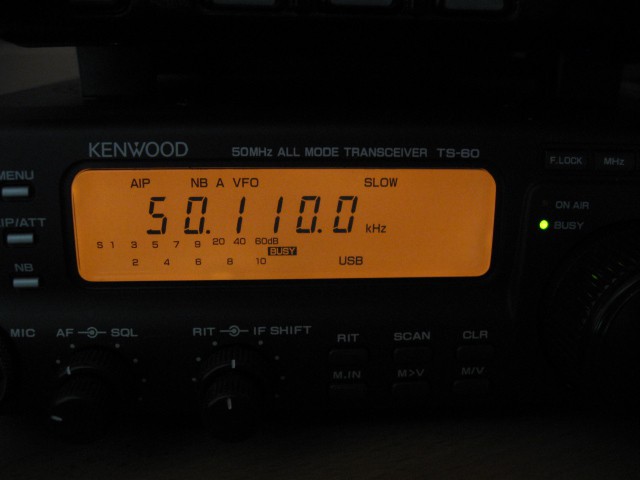 KENWOOD 50MHz ALL MODE TRANSCEIVER TS-60
F.LOCK MHz
MENU
AIP NB A VFO SLOW
ON AIR
50.110.0 kHz
IP/ATT
BUSY
S 1 3 5 7 9 20 40 60dB
BUSY
2 4 6 8 10 USB
NB
MIC AF SQL RIT IF SHIFT RIT SCAN CLR
M.IN M>V M/V